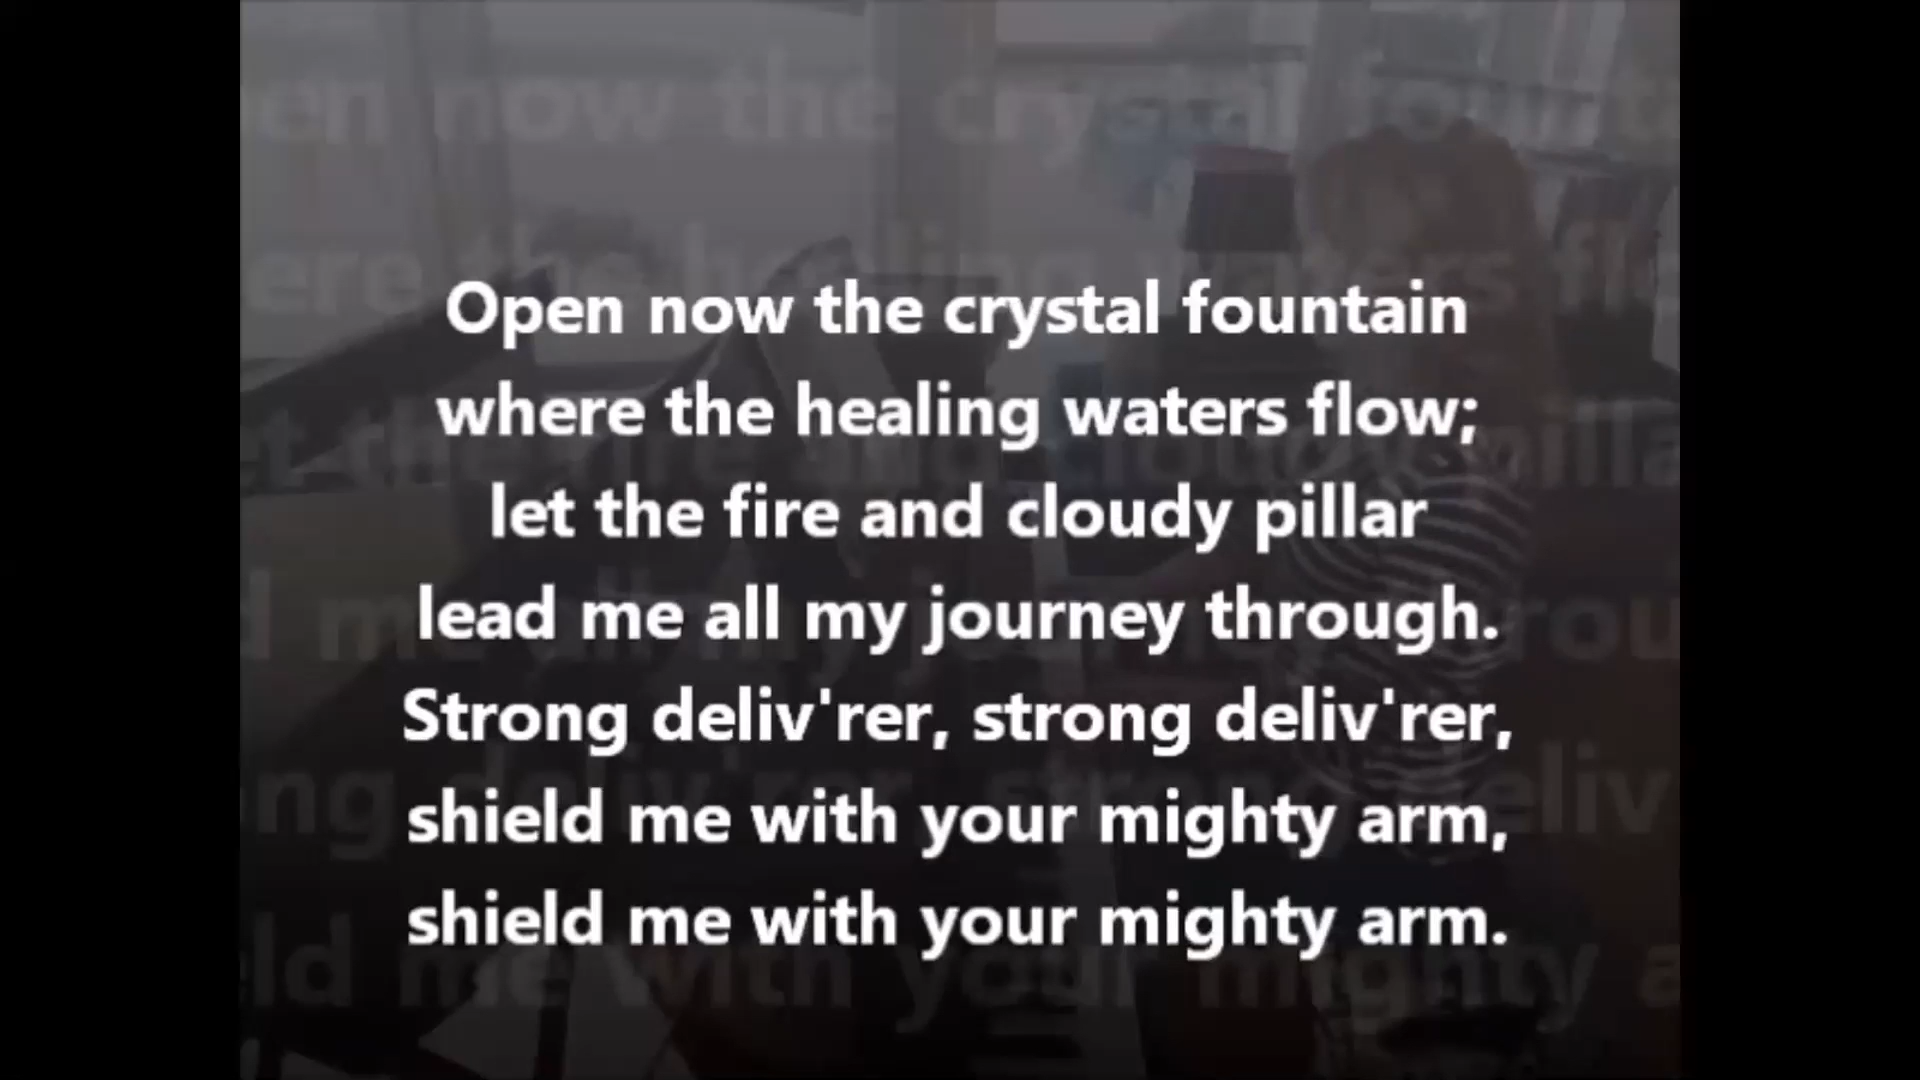 Open now the crystal fountain
where the healing waters flow;
let the fire and cloudy pillar
lead me all my journey through.
Strong deliv'rer, strong deliv'rer,
shield me with your mighty arm,
shield me with your mighty arm.